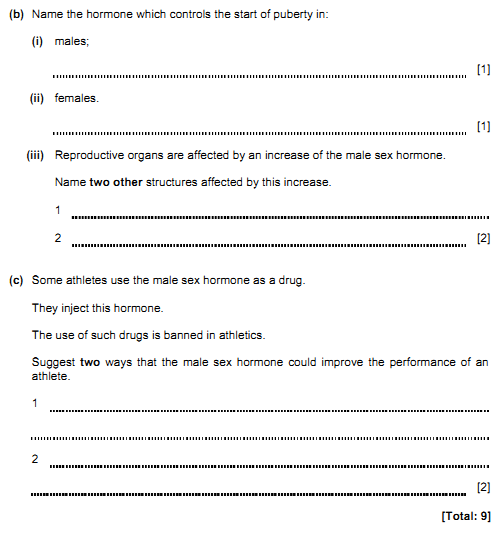 (b) Name the hormone which controls the start of puberty in:
(i) males;
[1]
(ii) females.
[1]
(iii) Reproductive organs are affected by an increase of the male sex hormone.
Name two other structures affected by this increase.
1
2 [2]
(c) Some athletes use the male sex hormone as a drug.
They inject this hormone.
The use of such drugs is banned in athletics.
Suggest two ways that the male sex hormone could improve the performance of an
athlete.
1
2
[2]
[Total: 9]